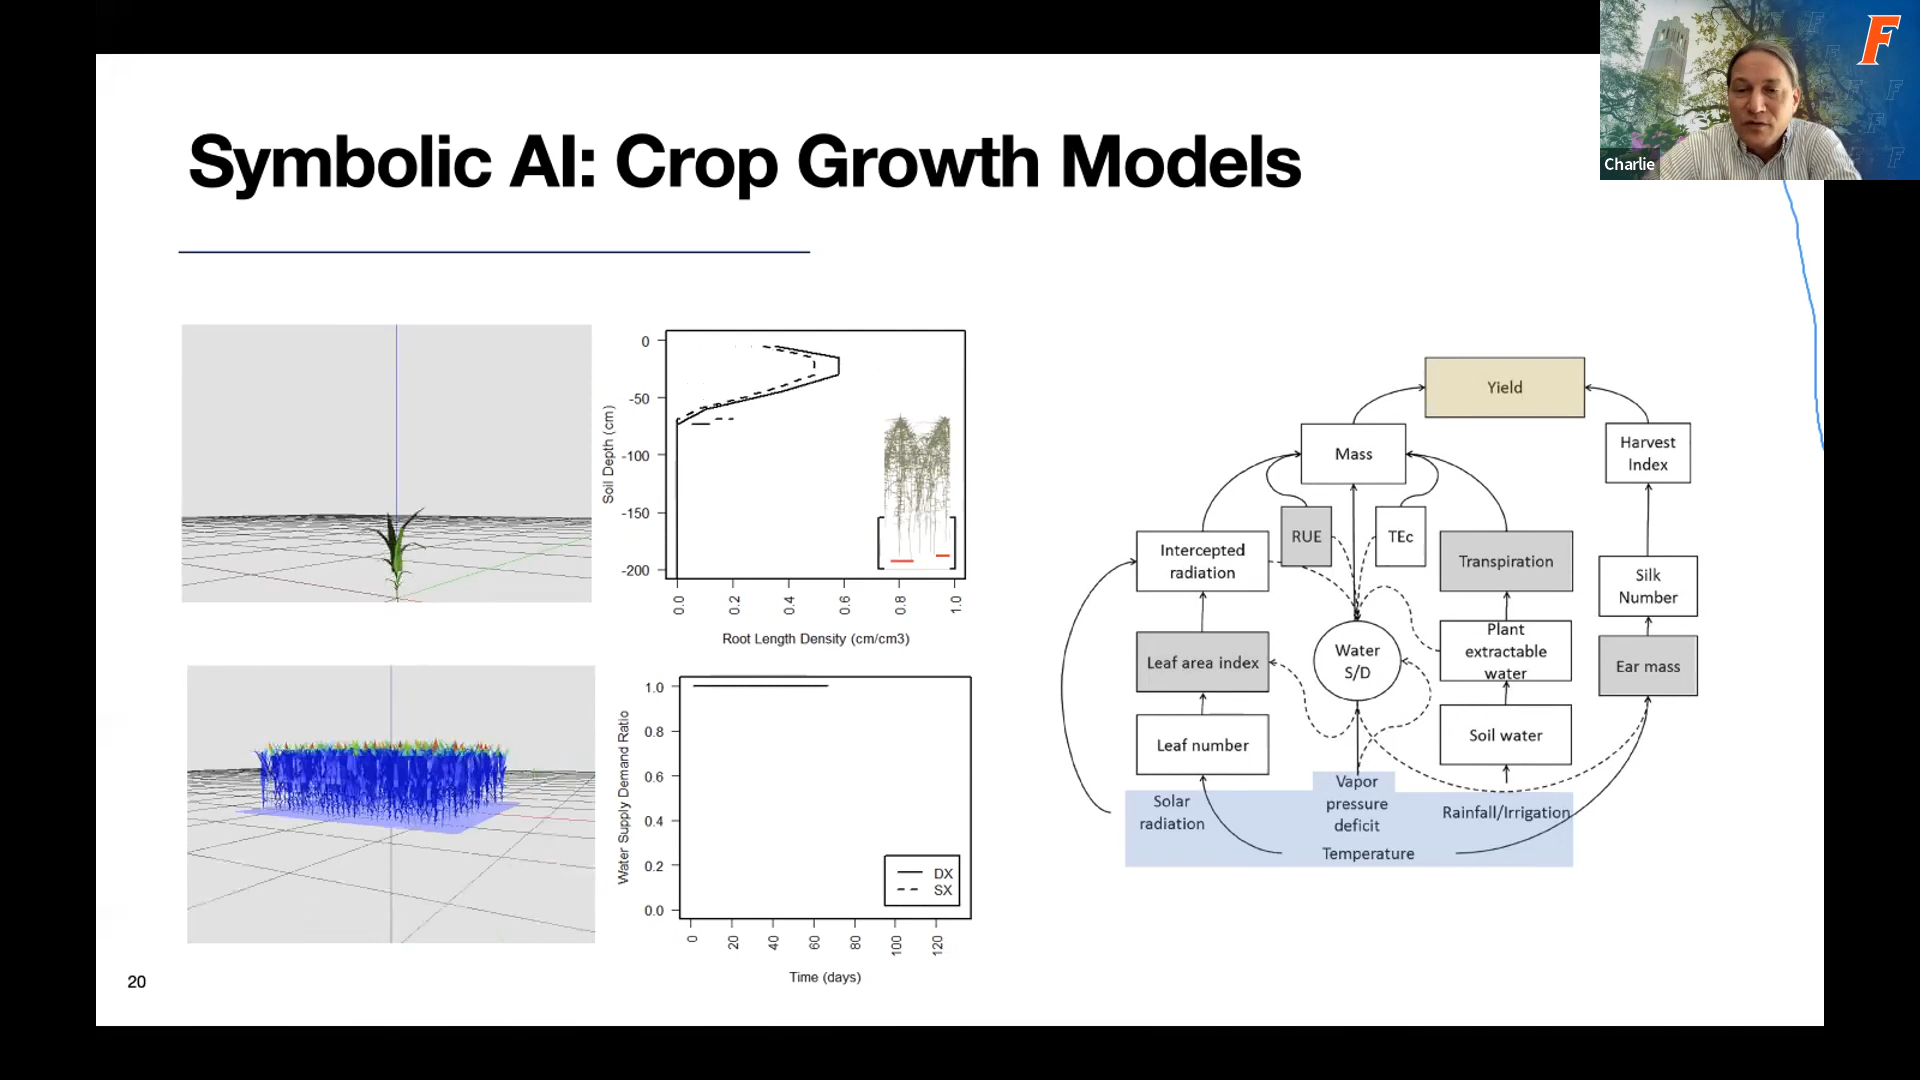 F
Charlie
Symbolic AI: Crop Growth Models
0
-50
-100
-150
-200
Soil Depth (cm)
0.0
0.2
0.4
0.6
0.8
1.0
Root Length Density (cm/cm3)
1.0
0.8
0.6
0.4
0.2
0.0
Water Supply Demand Ratio
DX
SX
0
20
40
60
80
100
120
Time (days)
Yield
Mass
Harvest
Index
RUE
TEc
Intercepted
radiation
Transpiration
Silk
Number
Leaf area index
Water
S/D
Plant
extractable
water
Ear mass
Leaf number
Soil water
Solar
radiation
Vapor
pressure
deficit
Rainfall/Irrigation
Temperature
20